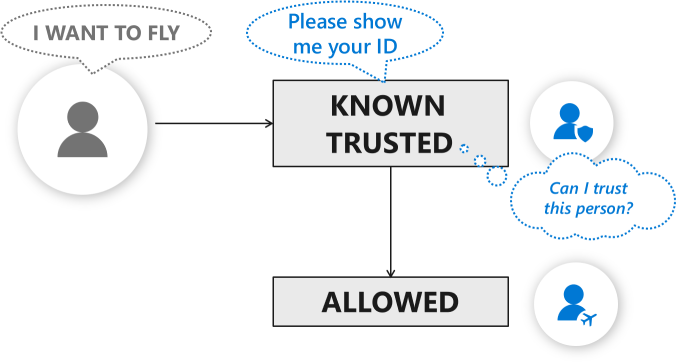 I WANT TO FLY
Please show
me your ID
KNOWN
TRUSTED
Can I trust
this person?
ALLOWED